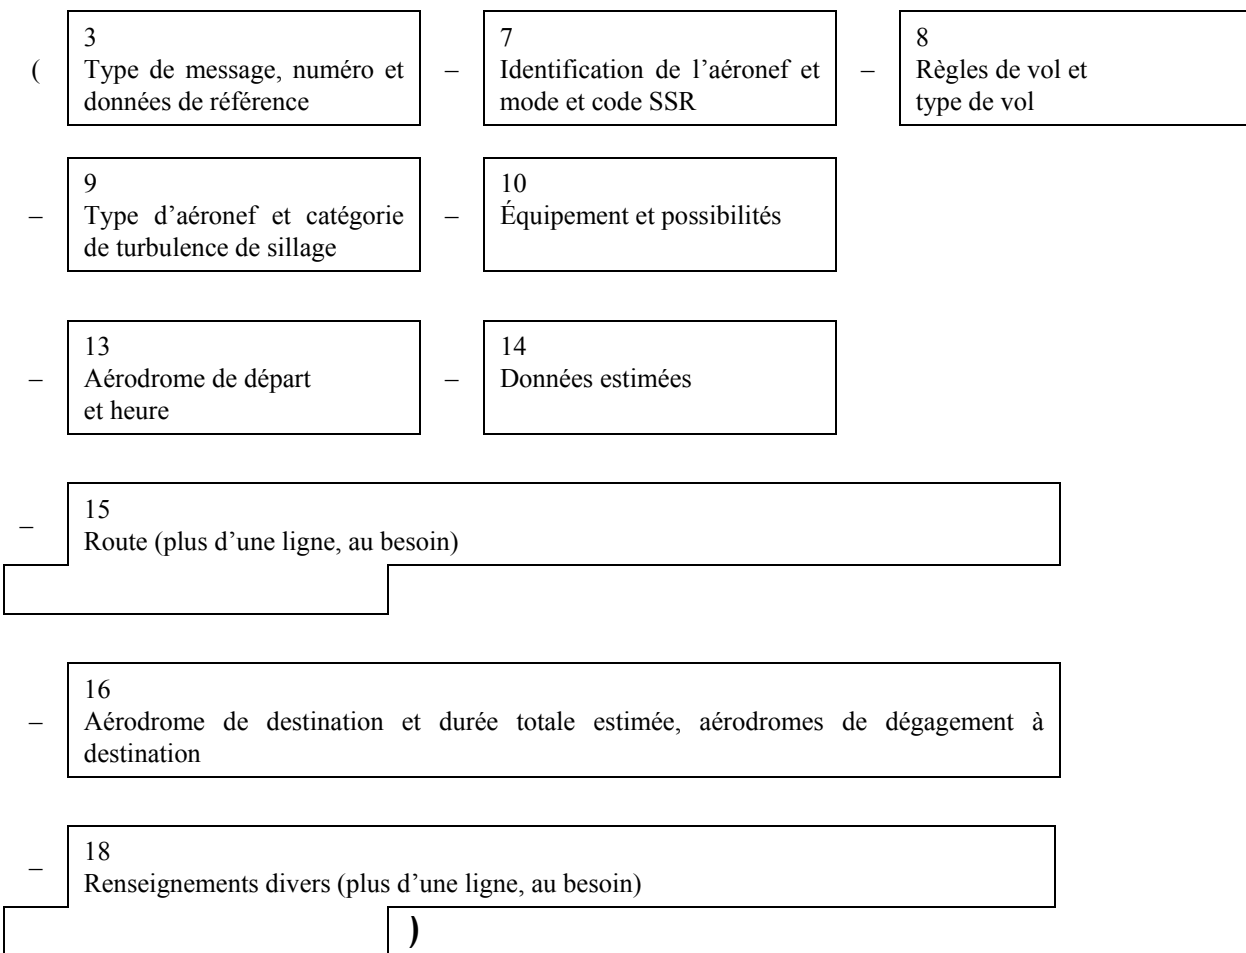 3
7
8
( Type de message, numéro et – Identification de l’aéronef et – Règles de vol et
données de référence
mode et code SSR
type de vol
9
10
– Type d’aéronef et catégorie – Équipement et possibilités
de turbulence de sillage
13
14
– Aérodrome de départ – Données estimées
et heure
15
– Route (plus d’une ligne, au besoin)
16
– Aérodrome de destination et durée totale estimée, aérodromes de dégagement à
destination
18
– Renseignements divers (plus d’une ligne, au besoin)
)